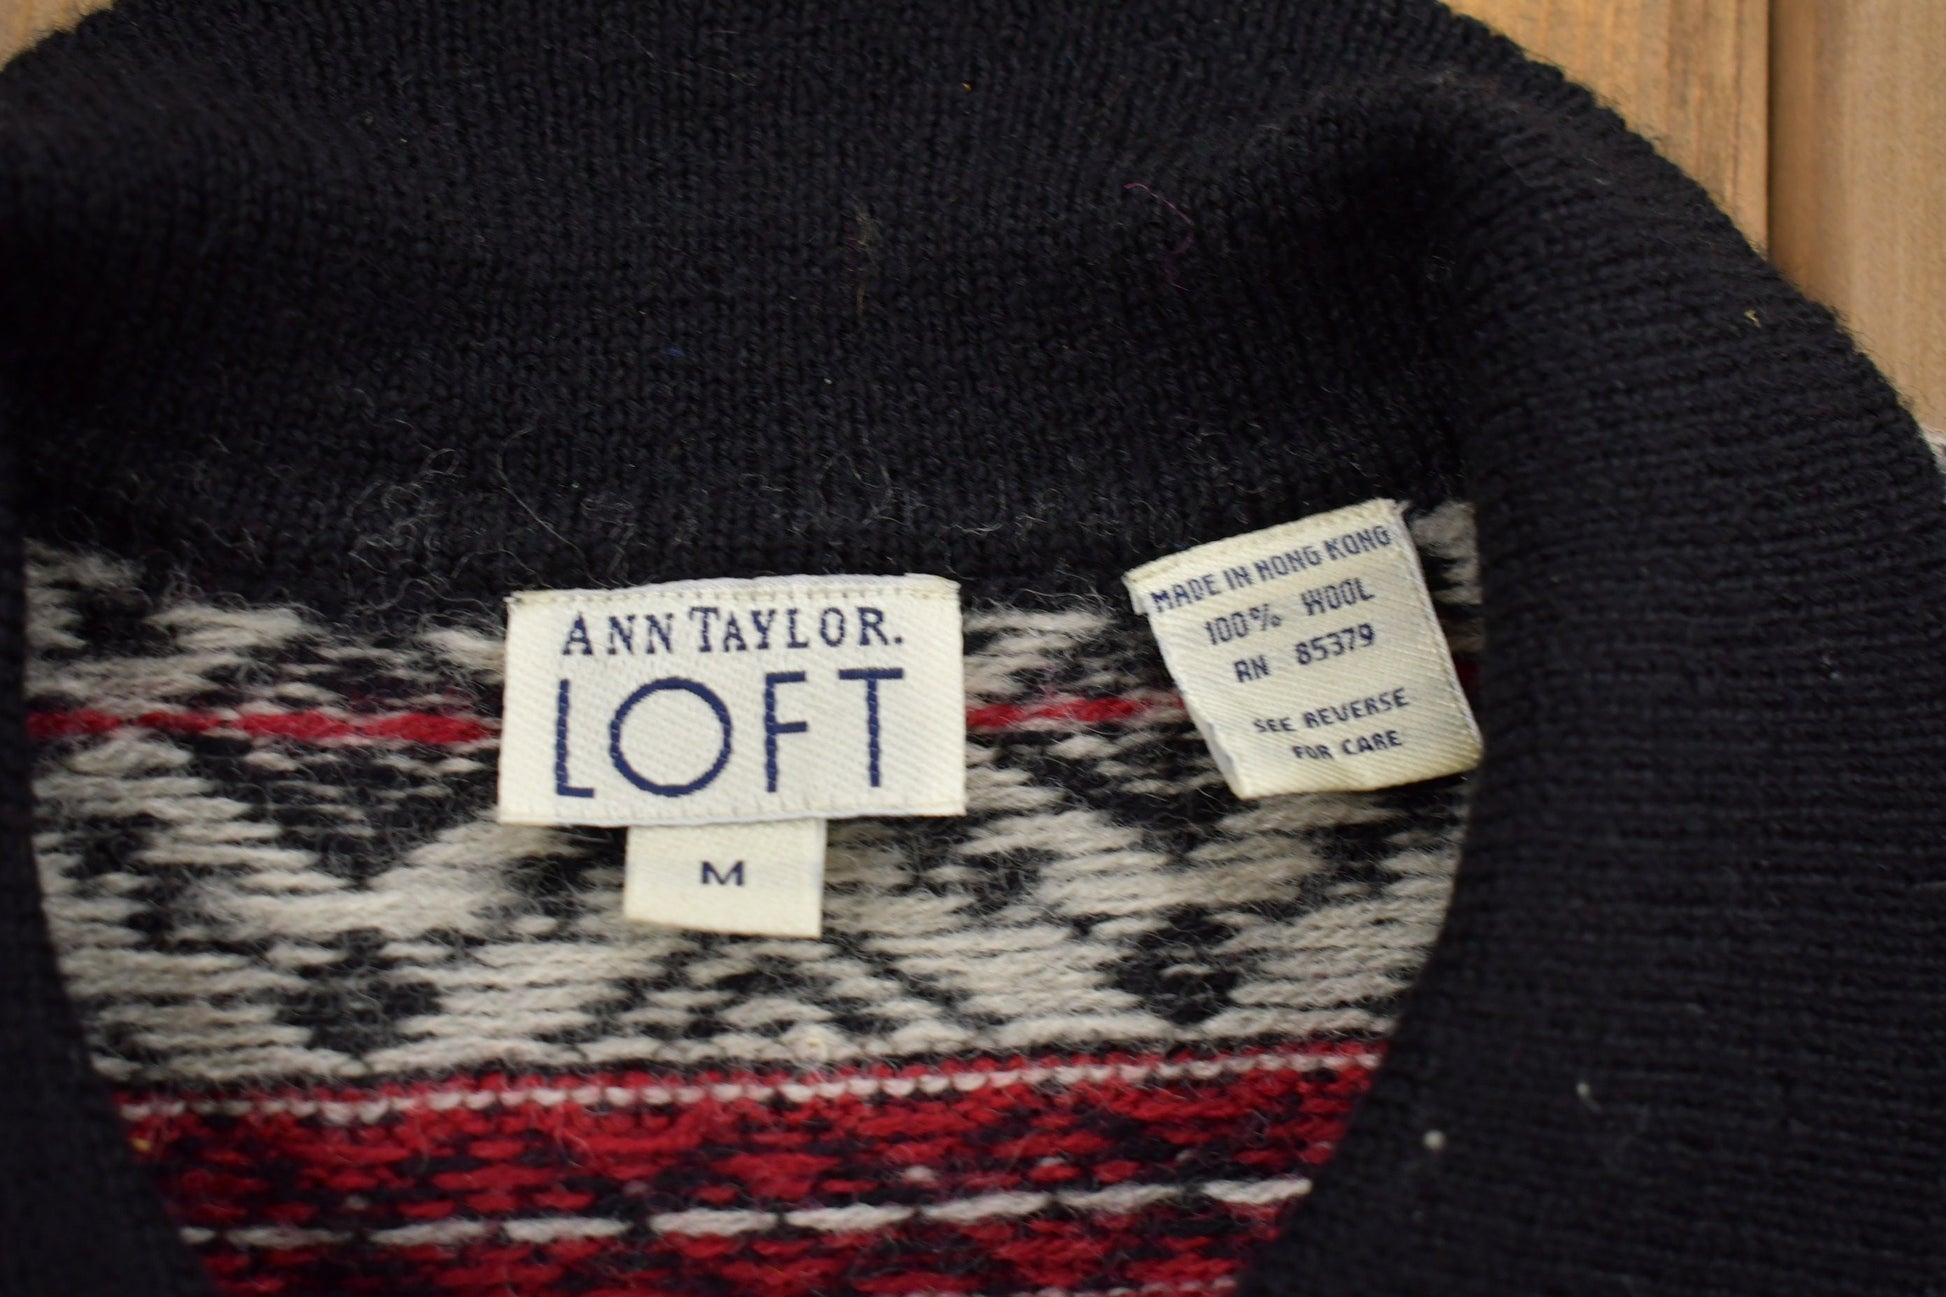 ANN TAYLOR.
LOFT
M
MADE IN HONG KONG
100% WOOL
RN 85379
SEE REVERSE
FOR CARE